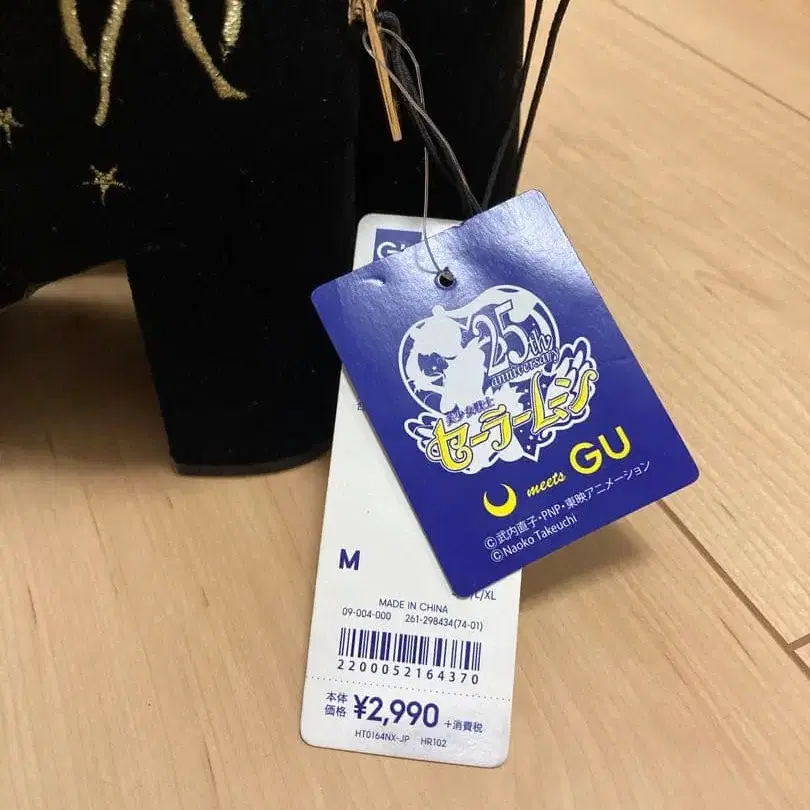 25th
anniversary
美少女戦士
セーラームーン
meets GU
©武内直子・PNP・東映アニメーション
©Naoko Takeuchi
M
/L/XL
MADE IN CHINA
09-004-000 261-298434(74-01)
2200052164370
本体
価格 ¥2,990 +消費税
HT0164NX-JP HR102